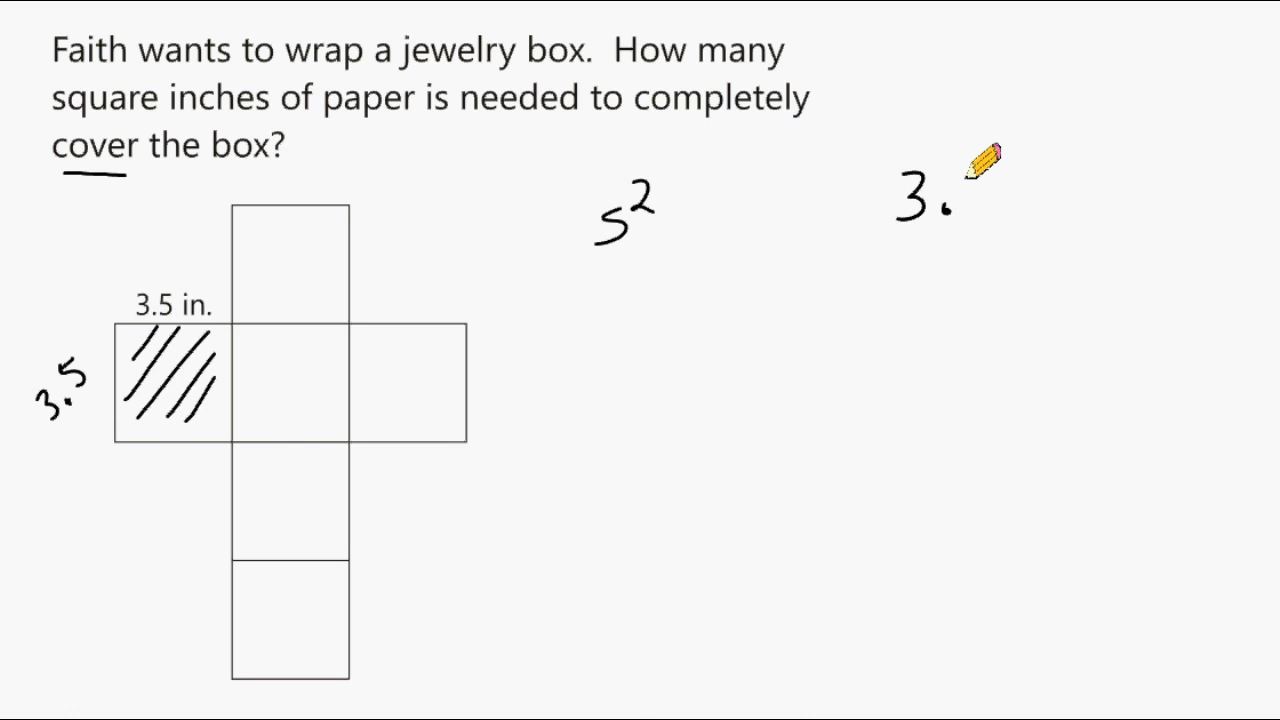 Faith wants to wrap a jewelry box. How many
square inches of paper is needed to completely
cover the box?
s²
3.
3.5 in.
3.5